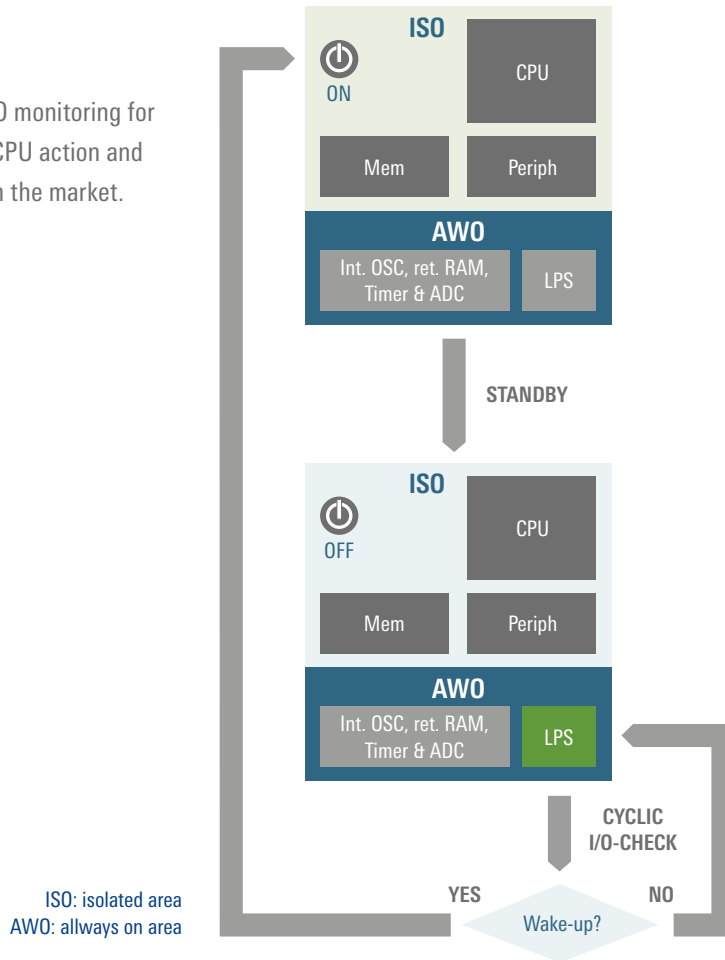 ISO
ON
CPU
O monitoring for
CPU action and
n the market.
Mem
Periph
AWO
Int. OSC, ret. RAM,
Timer & ADC
LPS
STANDBY
ISO
OFF
CPU
Mem
Periph
AWO
Int. OSC, ret. RAM,
Timer & ADC
LPS
CYCLIC
I/O-CHECK
YES
NO
Wake-up?
ISO: isolated area
AWO: allways on area